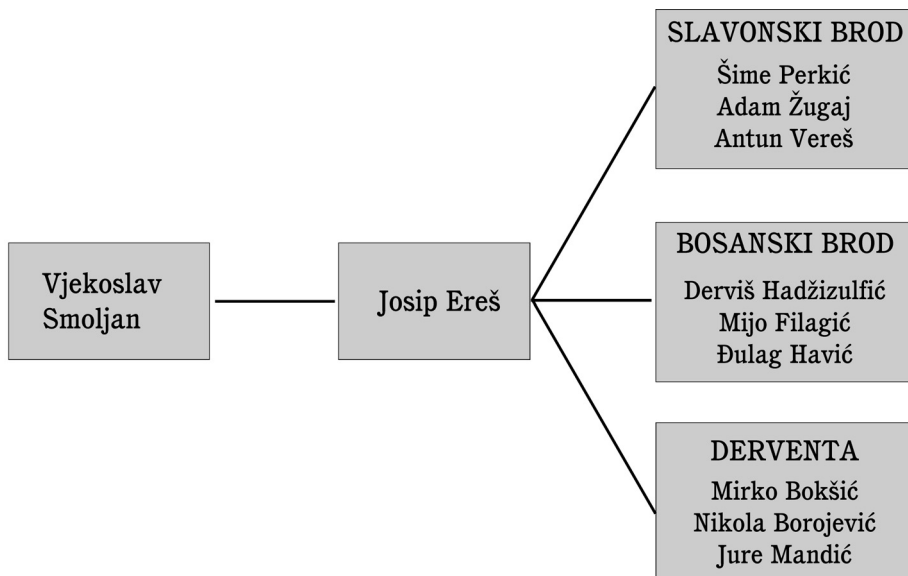 Vjekoslav
Smoljan
Josip Ereš
SLAVONSKI BROD
Šime Perkić
Adam Žugaj
Antun Vereš
BOSANSKI BROD
Derviš Hadžizulfić
Mijo Filagić
Đulag Havić
DERVENTA
Mirko Bokšić
Nikola Borojević
Jure Mandić